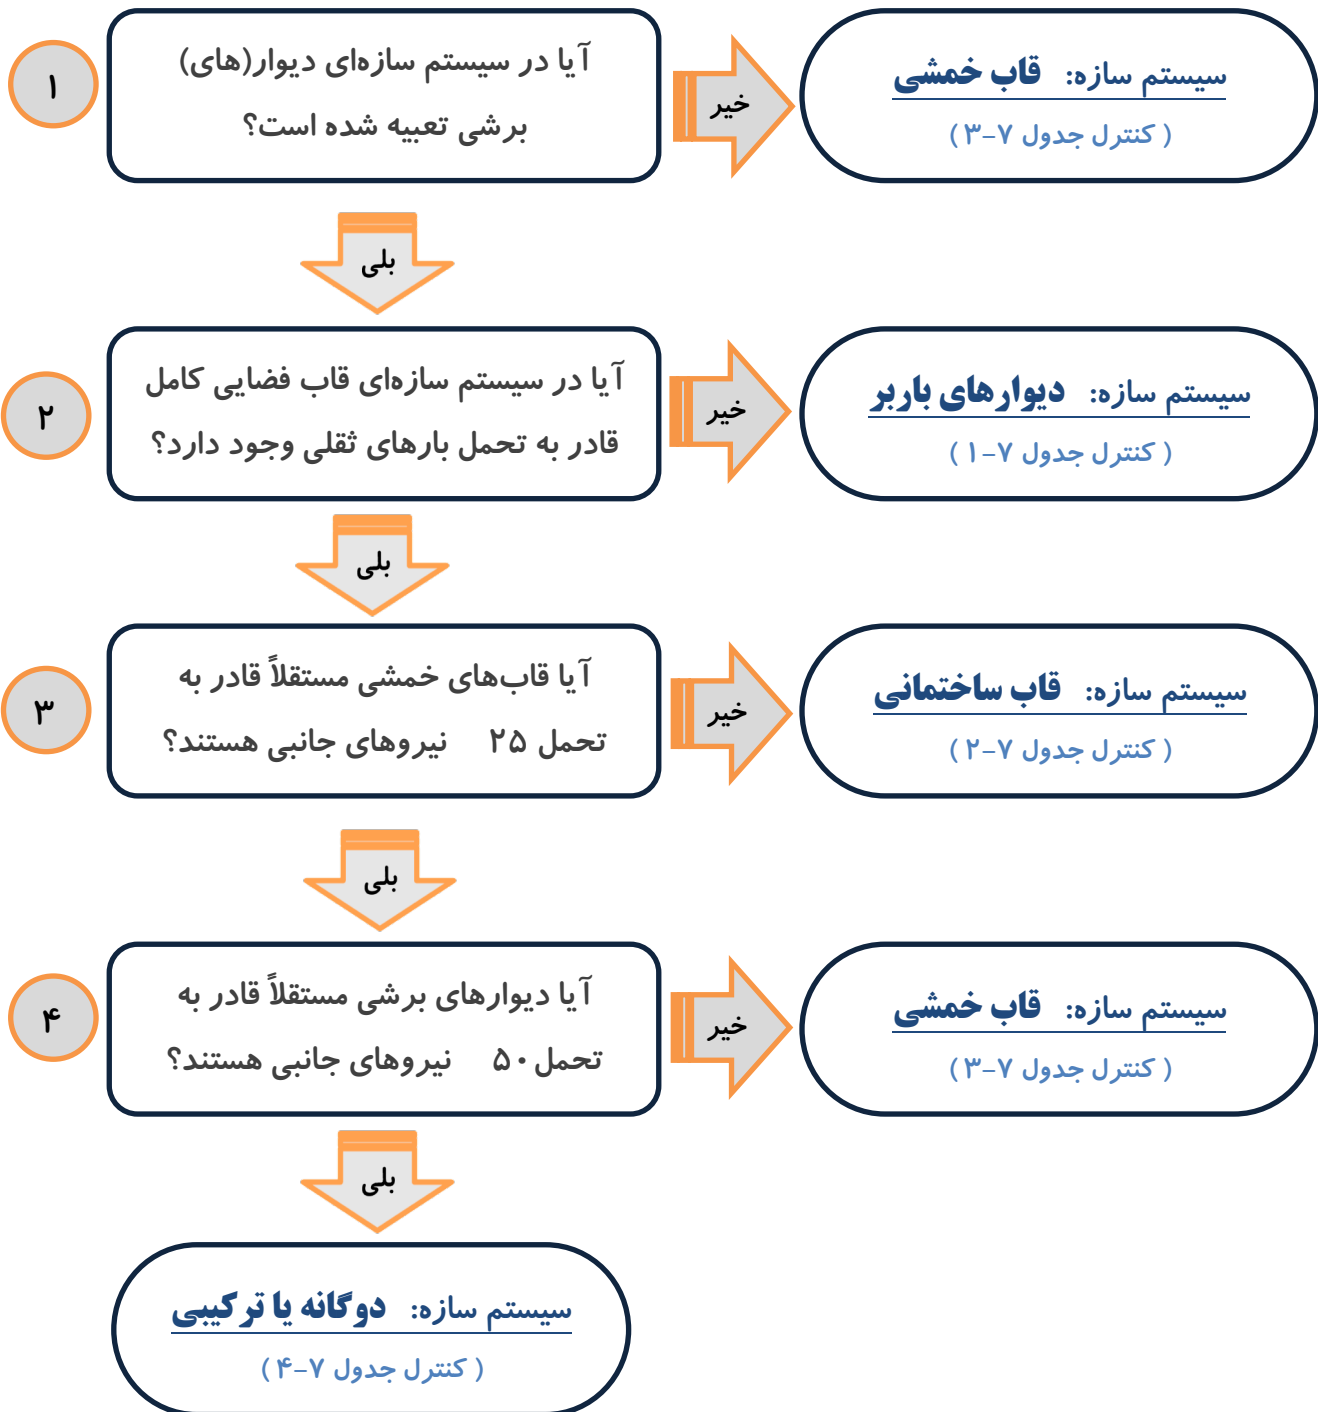 ۱
آیا در سیستم سازه‌ای دیوار(های)
برشی تعبیه شده است؟
خیر
سیستم سازه: قاب خمشی
( کنترل جدول ۷-۳ )
بلی
۲
آیا در سیستم سازه‌ای قاب فضایی کامل
قادر به تحمل بارهای ثقلی وجود دارد؟
خیر
سیستم سازه: دیوارهای باربر
( کنترل جدول ۷-۱ )
بلی
۳
آیا قاب‌های خمشی مستقلاً قادر به
تحمل ۲۵ نیروهای جانبی هستند؟
خیر
سیستم سازه: قاب ساختمانی
( کنترل جدول ۷-۲ )
بلی
۴
آیا دیوارهای برشی مستقلاً قادر به
تحمل ۵۰ نیروهای جانبی هستند؟
خیر
سیستم سازه: قاب خمشی
( کنترل جدول ۷-۳ )
بلی
سیستم سازه: دوگانه یا ترکیبی
( کنترل جدول ۷-۴ )